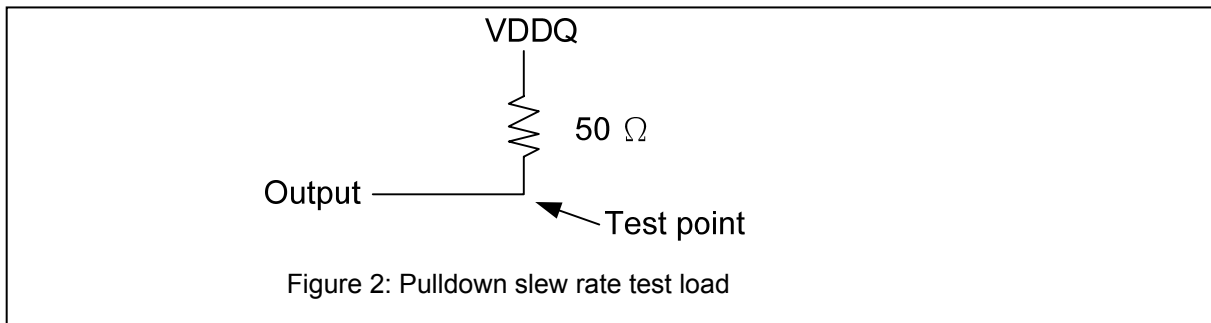 VDDQ
50 Ω
Output
Test point
Figure 2: Pulldown slew rate test load